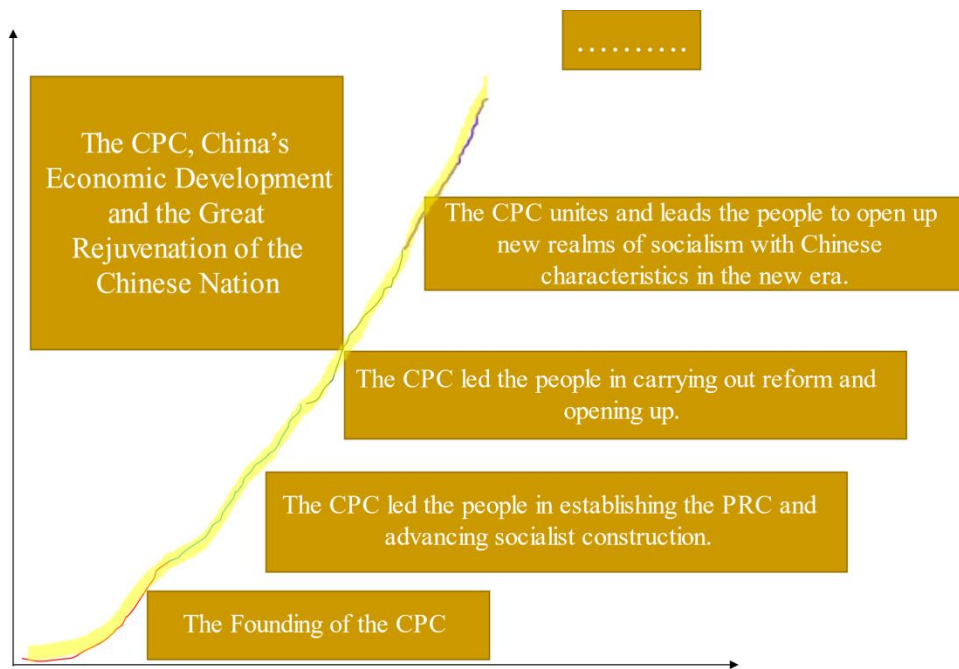 ..........
The CPC, China’s
Economic Development
and the Great
Rejuvenation of the
Chinese Nation
The CPC unites and leads the people to open up
new realms of socialism with Chinese
characteristics in the new era.
The CPC led the people in carrying out reform and
opening up.
The CPC led the people in establishing the PRC and
advancing socialist construction.
The Founding of the CPC